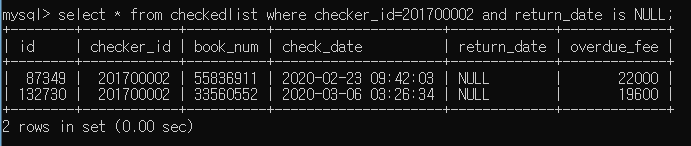 mysql> select * from checkedlist where checker_id=201700002 and return_date is NULL;
+--------+------------+----------+---------------------+-------------+-------------+
| id     | checker_id | book_num | check_date          | return_date | overdue_fee |
+--------+------------+----------+---------------------+-------------+-------------+
|  87349 |  201700002 | 55836911 | 2020-02-23 09:42:03 | NULL        |       22000 |
| 132730 |  201700002 | 33560552 | 2020-03-06 03:26:34 | NULL        |       19600 |
+--------+------------+----------+---------------------+-------------+-------------+
2 rows in set (0.00 sec)